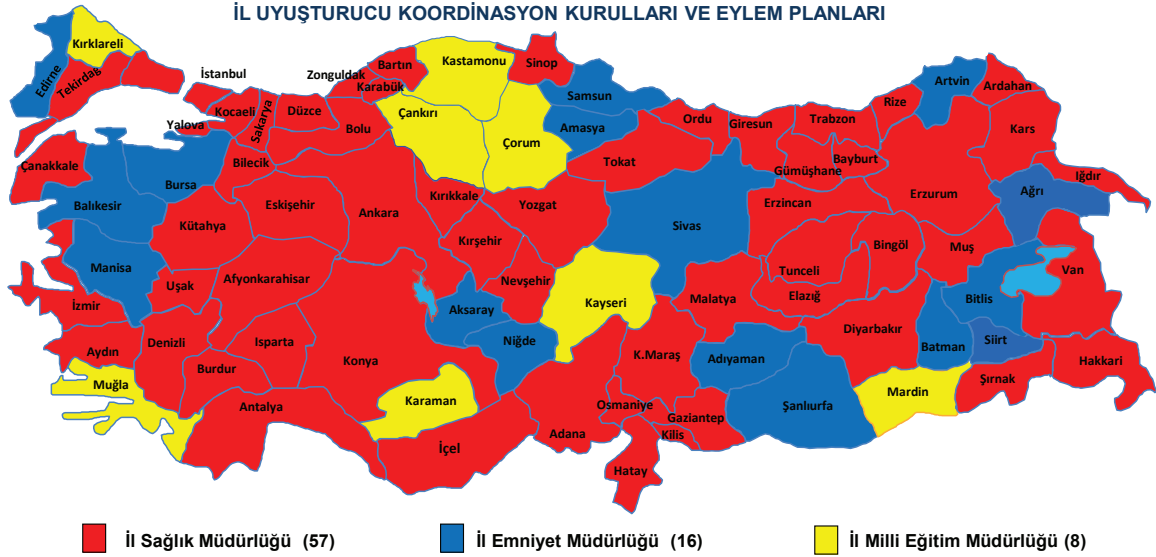 İL UYUŞTURUCU KOORDİNASYON KURULLARI VE EYLEM PLANLARI
Kırklareli
Edirne
Tekirdag
İstanbul
Zonguldak
Bartın
Karabük
Kastamonu
Sinop
Samsun
Artvin
Ardahan
Kars
Rize
Trabzon
Giresun
Ordu
Amasya
Çankırı
Çorum
Tokat
Yalova
Kocaeli
Sakarya
Düzce
Bolu
Çanakkale
Bursa
Bilecik
Balıkesir
Kütahya
Eskişehir
Ankara
Kırıkkale
Yozgat
Sivas
Gümüşhane
Bayburt
Erzincan
Erzurum
Ağrı
Iğdır
Manisa
Uşak
Afyonkarahisar
Kırşehir
Nevşehir
Kayseri
Malatya
Tunceli
Elazığ
Bingöl
Muş
Van
Bitlis
İzmir
Aydın
Denizli
Isparta
Burdur
Konya
Aksaray
Niğde
K.Maraş
Adıyaman
Diyarbakır
Batman
Siirt
Hakkari
Şırnak
Mardin
Şanlıurfa
Muğla
Antalya
Karaman
İçel
Adana
Osmaniye
Gaziantep
Kilis
Hatay
İl Sağlık Müdürlüğü (57)
İl Emniyet Müdürlüğü (16)
İl Milli Eğitim Müdürlüğü (8)